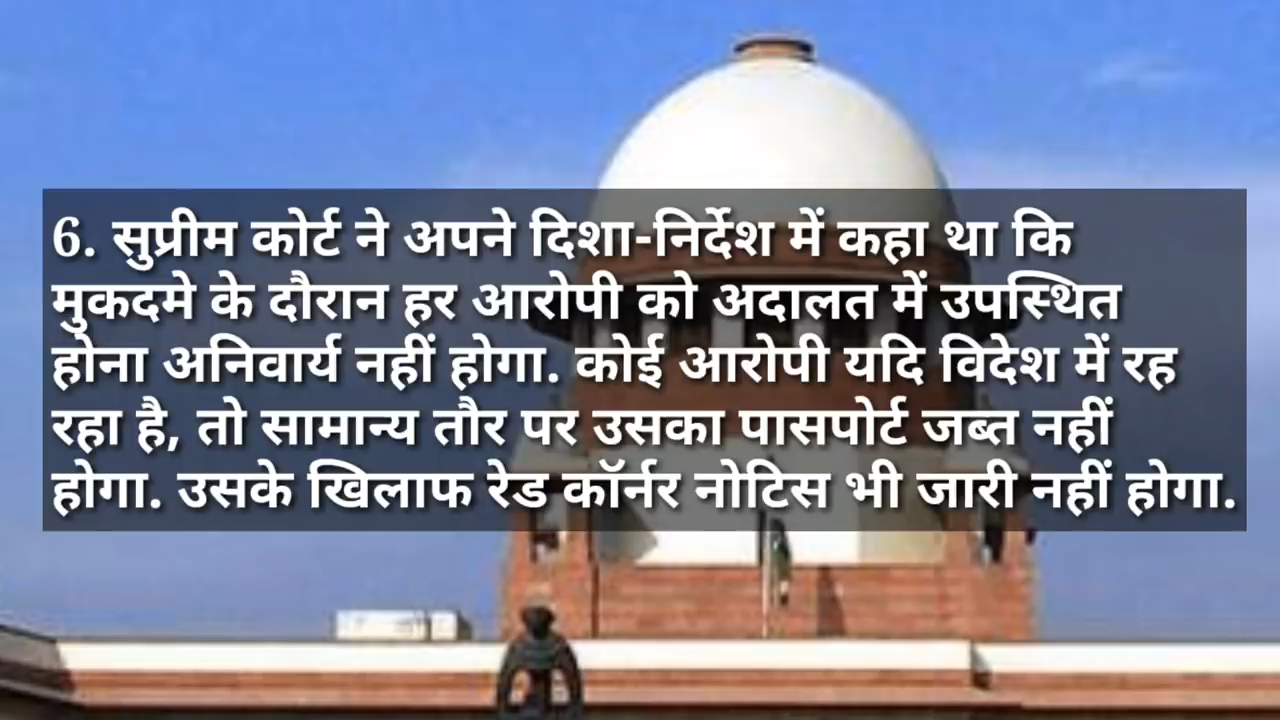 6. सुप्रीम कोर्ट ने अपने दिशा-निर्देश में कहा था कि
मुकदमे के दौरान हर आरोपी को अदालत में उपस्थित
होना अनिवार्य नहीं होगा. कोई आरोपी यदि विदेश में रह
रहा है, तो सामान्य तौर पर उसका पासपोर्ट जब्त नहीं
होगा. उसके खिलाफ रेड कॉर्नर नोटिस भी जारी नहीं होगा.